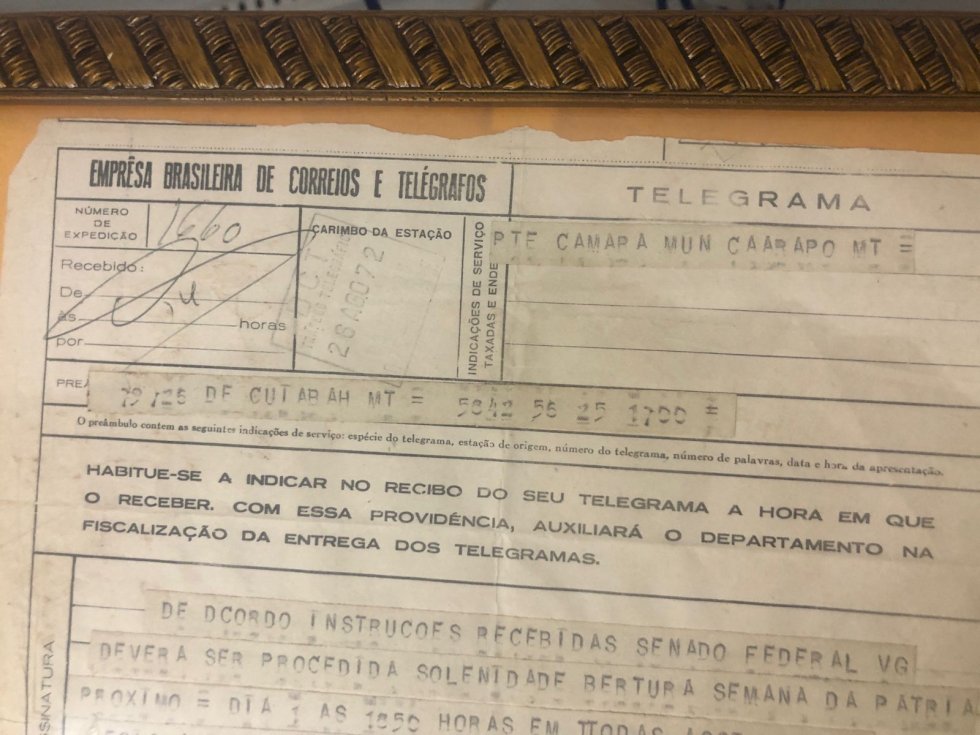 EMPRÊSA BRASILEIRA DE CORREIOS E TELÉGRAFOS
TELEGRAMA
NÚMERO
DE
EXPEDIÇÃO
1660
CARIMBO DA ESTAÇÃO
INDICAÇÕES DE SERVIÇO
TAXADAS E ENDE
PTE CAMARA MUN CAARAPO MT =
Recebido:
De
às horas
por
28 AGO 72
PREÂ
DE CUIABAH MT = 5842 56 25 1700 =
O preâmbulo contem as seguintes indicações de serviço: espécie do telegrama, estação de origem, número do telegrama, número de palavras, data e hora da apresentação.
HABITUE-SE A INDICAR NO RECIBO DO SEU TELEGRAMA A HORA EM QUE
O RECEBER. COM ESSA PROVIDÊNCIA, AUXILIARÁ O DEPARTAMENTO NA
FISCALIZAÇÃO DA ENTREGA DOS TELEGRAMAS.
SSINATURA
DE DCORDO INSTRUCOES RECEBIDAS SENADO FEDERAL VG
DEVERA SER PROCEDIDA SOLENIDADE BERTURA SEMANA DA PATRIA
PROXIMO = DIA 1 AS 1850 HORAS EM TTODAS